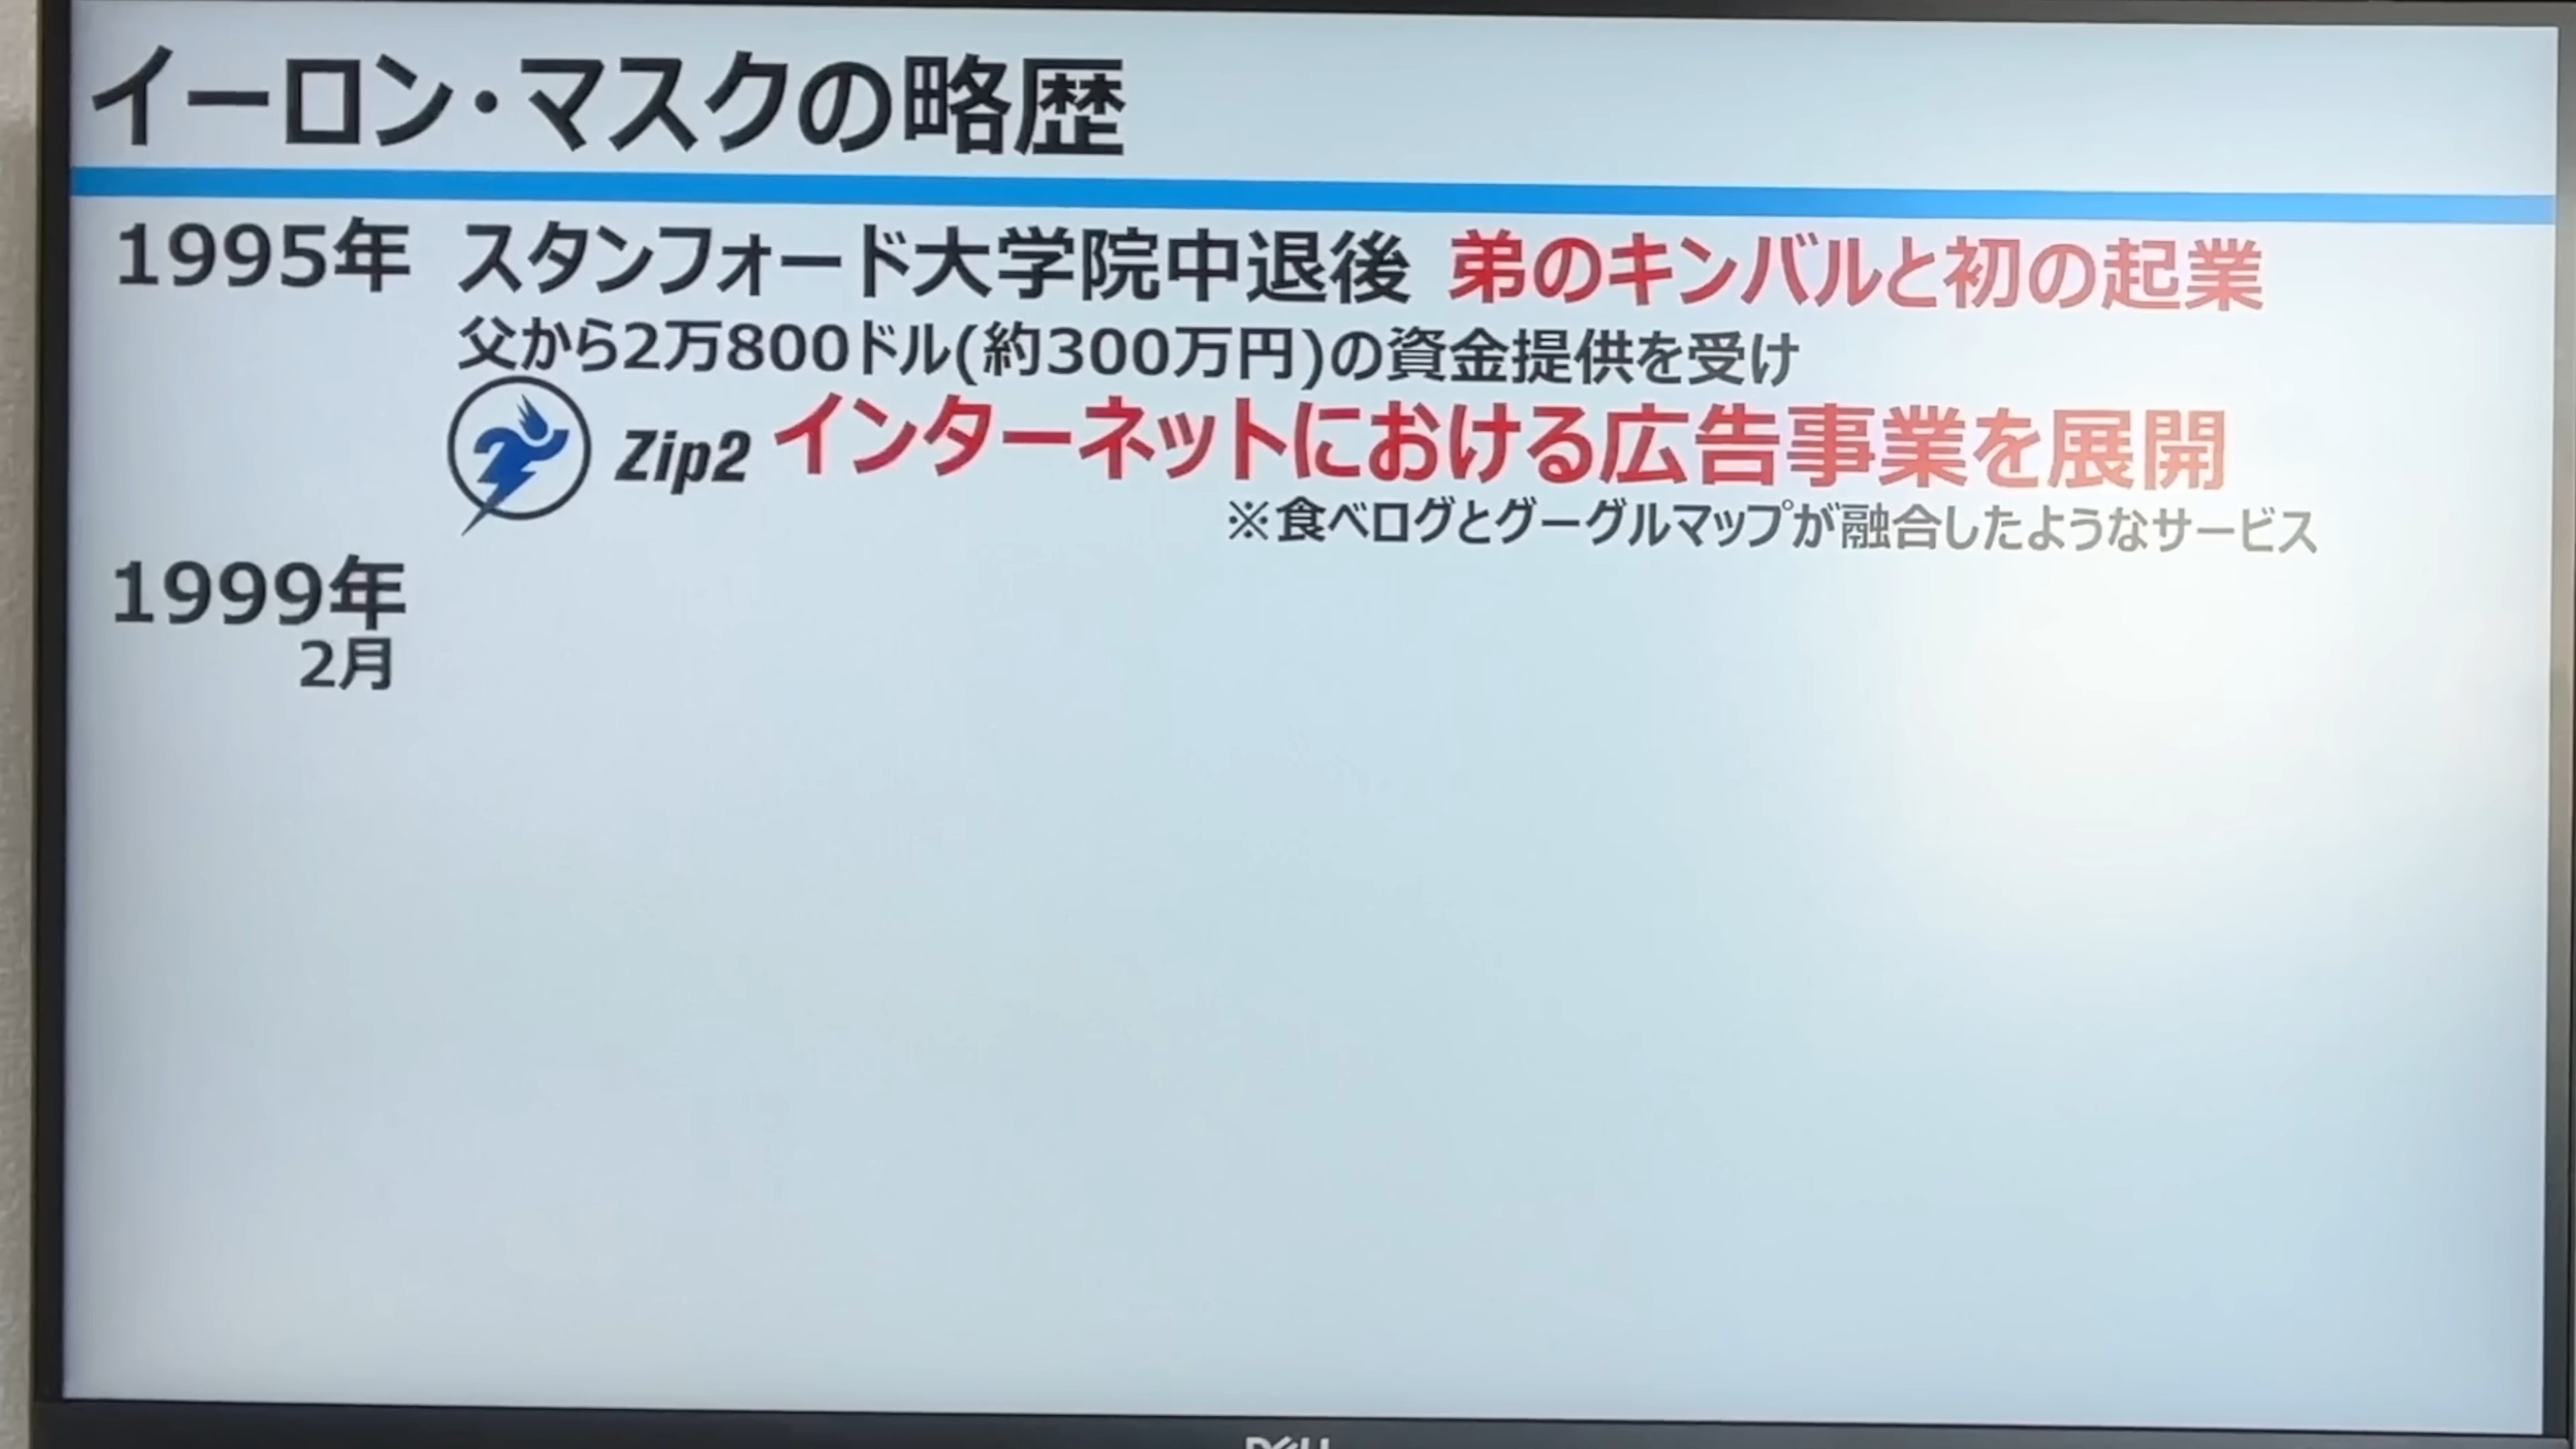 イーロン・マスクの略歴
1995年 スタンフォード大学院中退後 弟のキンバルと初の起業
父から2万800ドル(約300万円)の資金提供を受け
Zip2 インターネットにおける広告事業を展開
※食べログとグーグルマップが融合したようなサービス
1999年
2月
DELL